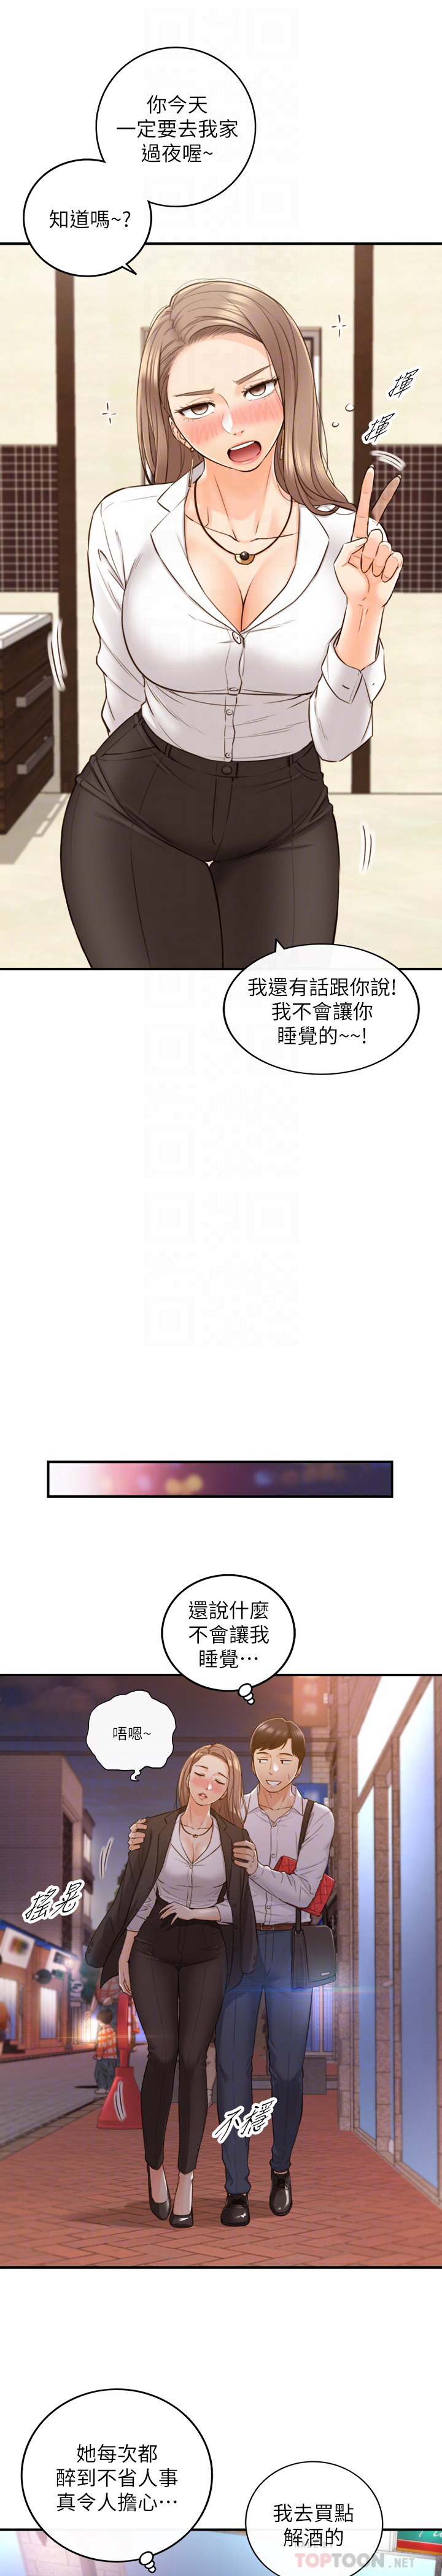 你今天
一定要去我家
過夜喔~
知道嗎~?
揮
揮
我還有話跟你說!
我不會讓你
睡覺的~~!
還說什麼
不會讓我
睡覺…
唔嗯~
搖晃
不穩
她每次都
醉到不省人事
真令人擔心…
我去買點
解酒的
TOPTOON.NET